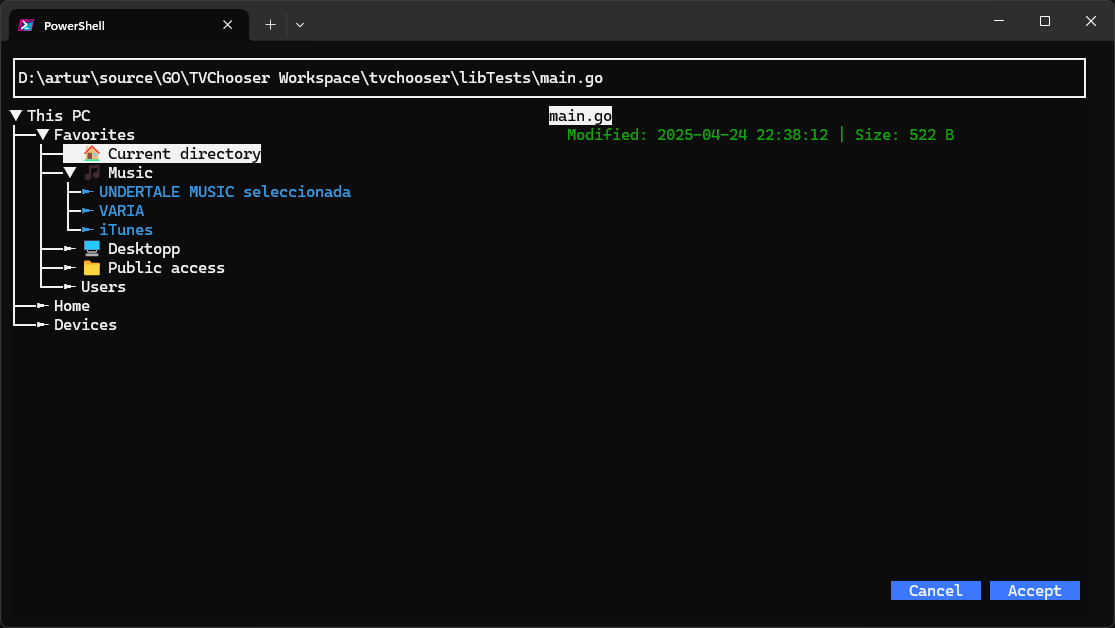 PowerShell
D:\artur\source\GO\TVChooser Workspace\tvchooser\libTests\main.go
This PC
Favorites
Current directory
Music
UNDERTALE MUSIC seleccionada
VARIA
iTunes
Desktopp
Public access
Users
Home
Devices
main.go
Modified: 2025-04-24 22:38:12 | Size: 522 B
Cancel Accept